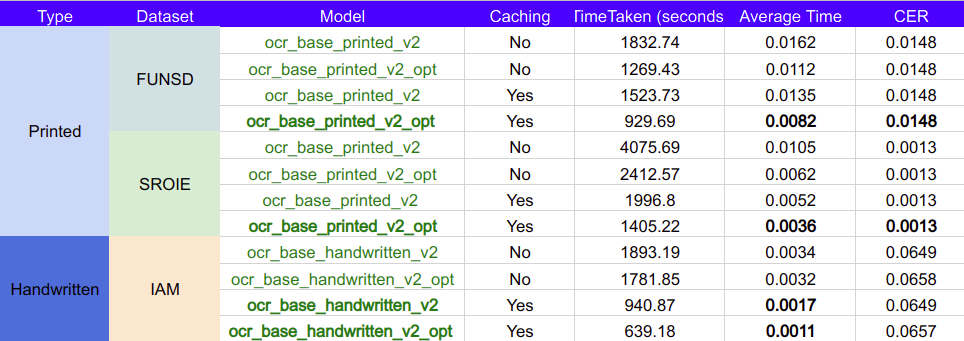 Type Dataset Model Caching TimeTaken (seconds Average Time CER
ocr_base_printed_v2 No 1832.74 0.0162 0.0148
ocr_base_printed_v2_opt No 1269.43 0.0112 0.0148
FUNSD
ocr_base_printed_v2 Yes 1523.73 0.0135 0.0148
ocr_base_printed_v2_opt Yes 929.69 0.0082 0.0148
Printed
ocr_base_printed_v2 No 4075.69 0.0105 0.0013
ocr_base_printed_v2_opt No 2412.57 0.0062 0.0013
SROIE
ocr_base_printed_v2 Yes 1996.8 0.0052 0.0013
ocr_base_printed_v2_opt Yes 1405.22 0.0036 0.0013
ocr_base_handwritten_v2 No 1893.19 0.0034 0.0649
ocr_base_handwritten_v2_opt No 1781.85 0.0032 0.0658
Handwritten IAM
ocr_base_handwritten_v2 Yes 940.87 0.0017 0.0649
ocr_base_handwritten_v2_opt Yes 639.18 0.0011 0.0657